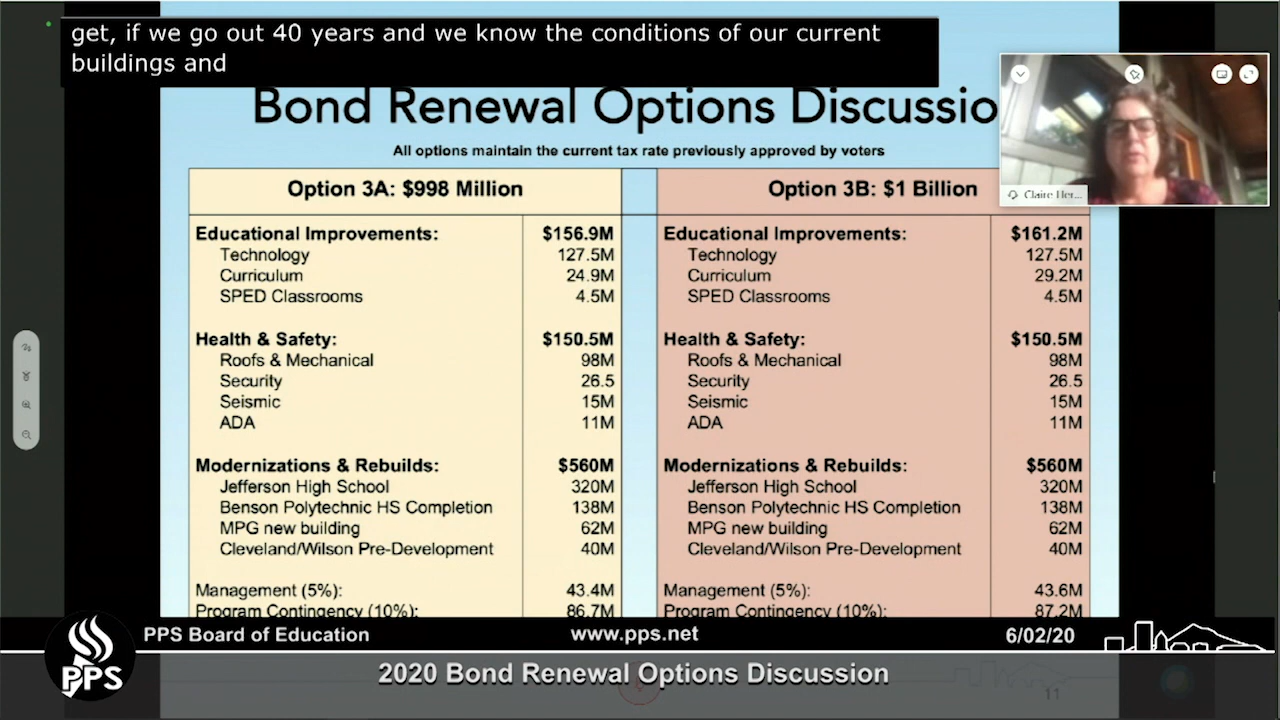 get, if we go out 40 years and we know the conditions of our current
buildings and
Bond Renewal Options Discussio
All options maintain the current tax rate previously approved by voters
Claire Her...
Option 3A: $998 Million
Educational Improvements: $156.9M
Technology 127.5M
Curriculum 24.9M
SPED Classrooms 4.5M
Health & Safety: $150.5M
Roofs & Mechanical 98M
Security 26.5
Seismic 15M
ADA 11M
Modernizations & Rebuilds: $560M
Jefferson High School 320M
Benson Polytechnic HS Completion 138M
MPG new building 62M
Cleveland/Wilson Pre-Development 40M
Management (5%): 43.4M
Program Contingency (10%): 86.7M
Option 3B: $1 Billion
Educational Improvements: $161.2M
Technology 127.5M
Curriculum 29.2M
SPED Classrooms 4.5M
Health & Safety: $150.5M
Roofs & Mechanical 98M
Security 26.5
Seismic 15M
ADA 11M
Modernizations & Rebuilds: $560M
Jefferson High School 320M
Benson Polytechnic HS Completion 138M
MPG new building 62M
Cleveland/Wilson Pre-Development 40M
Management (5%): 43.6M
Program Contingency (10%): 87.2M
PPS
PPS Board of Education www.pps.net 6/02/20
2020 Bond Renewal Options Discussion
11